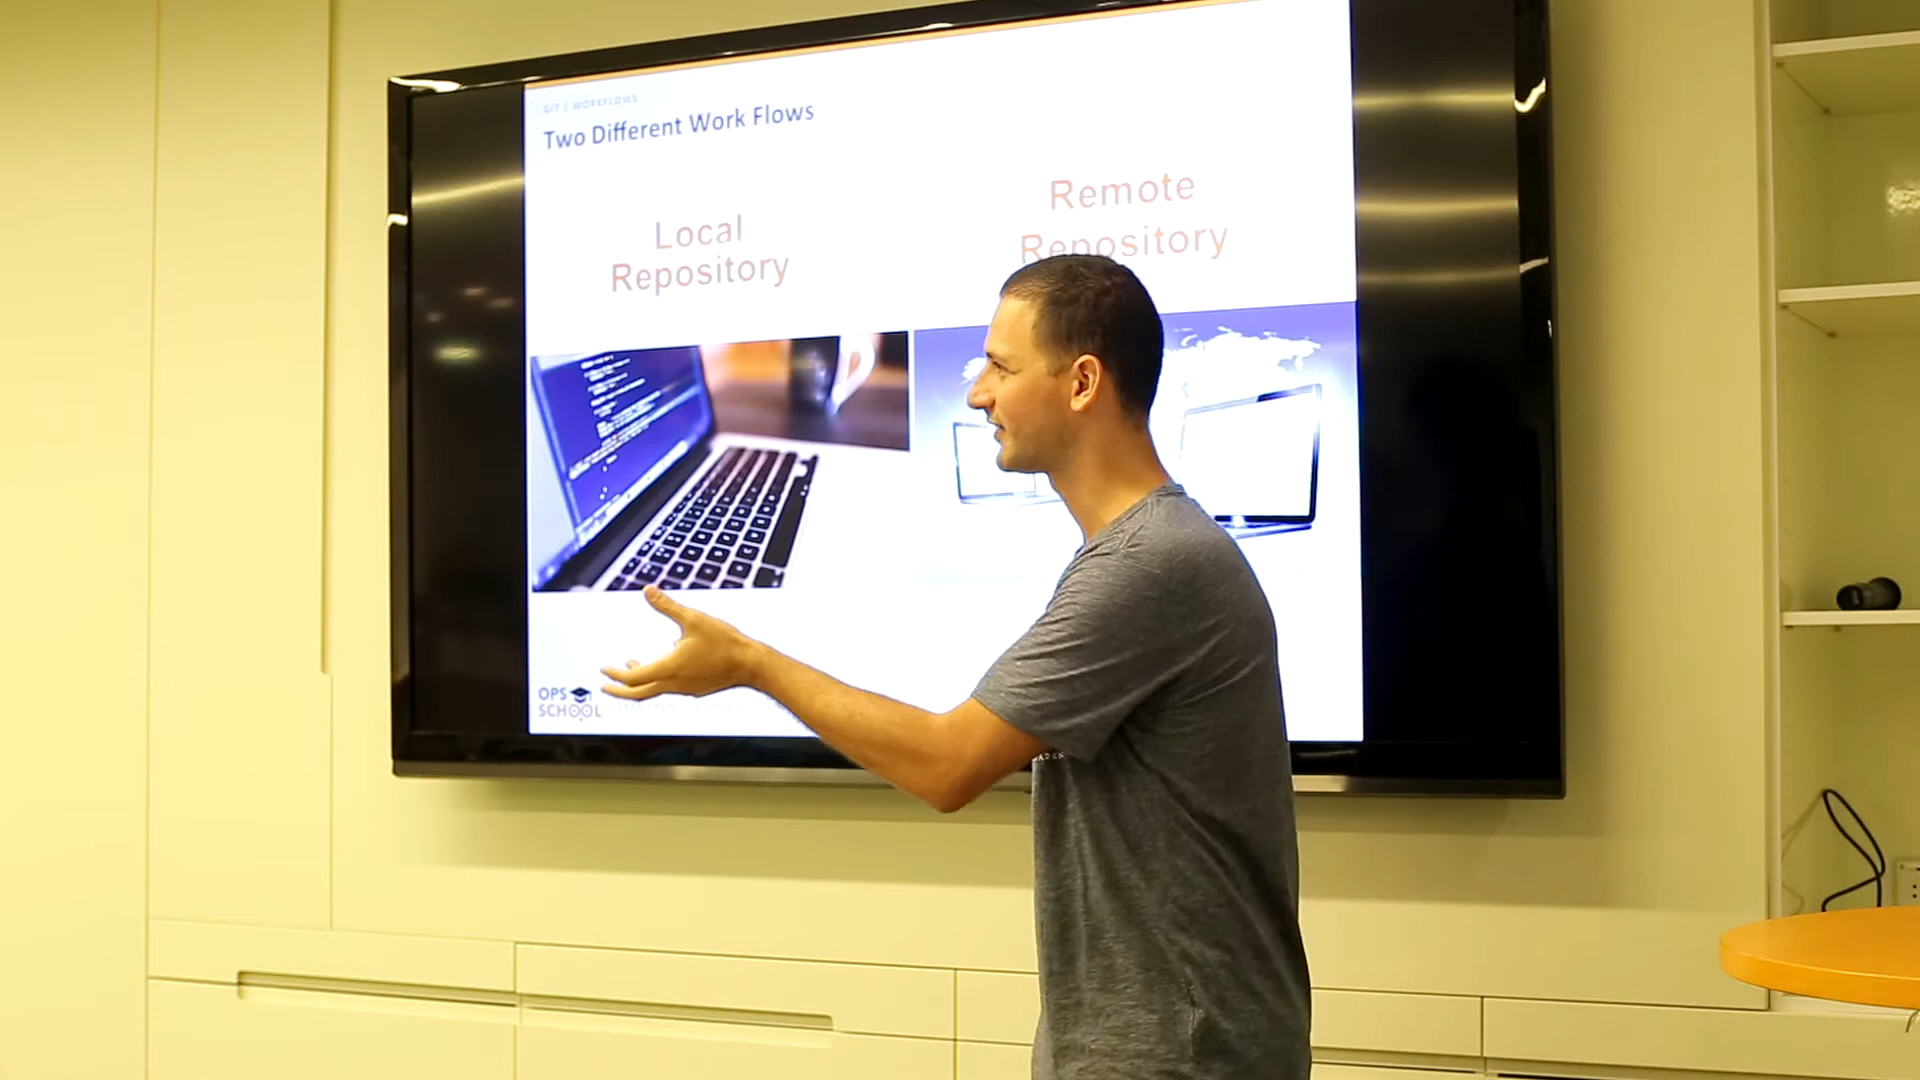 GIT | WORKFLOWS
Two Different Work Flows
Local
Repository
Remote
Repository
OPS
SCHOOL